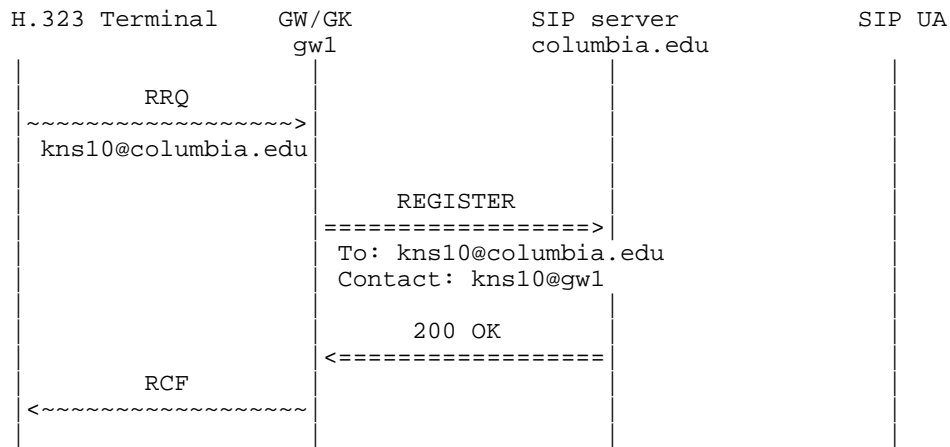 H.323 Terminal GW/GK SIP server SIP UA
gw1 columbia.edu
RRQ
~~~~~~~~~~~~~~~~~~>
kns10@columbia.edu
REGISTER
==================>
To: kns10@columbia.edu
Contact: kns10@gw1
200 OK
<==================
RCF
<~~~~~~~~~~~~~~~~~~